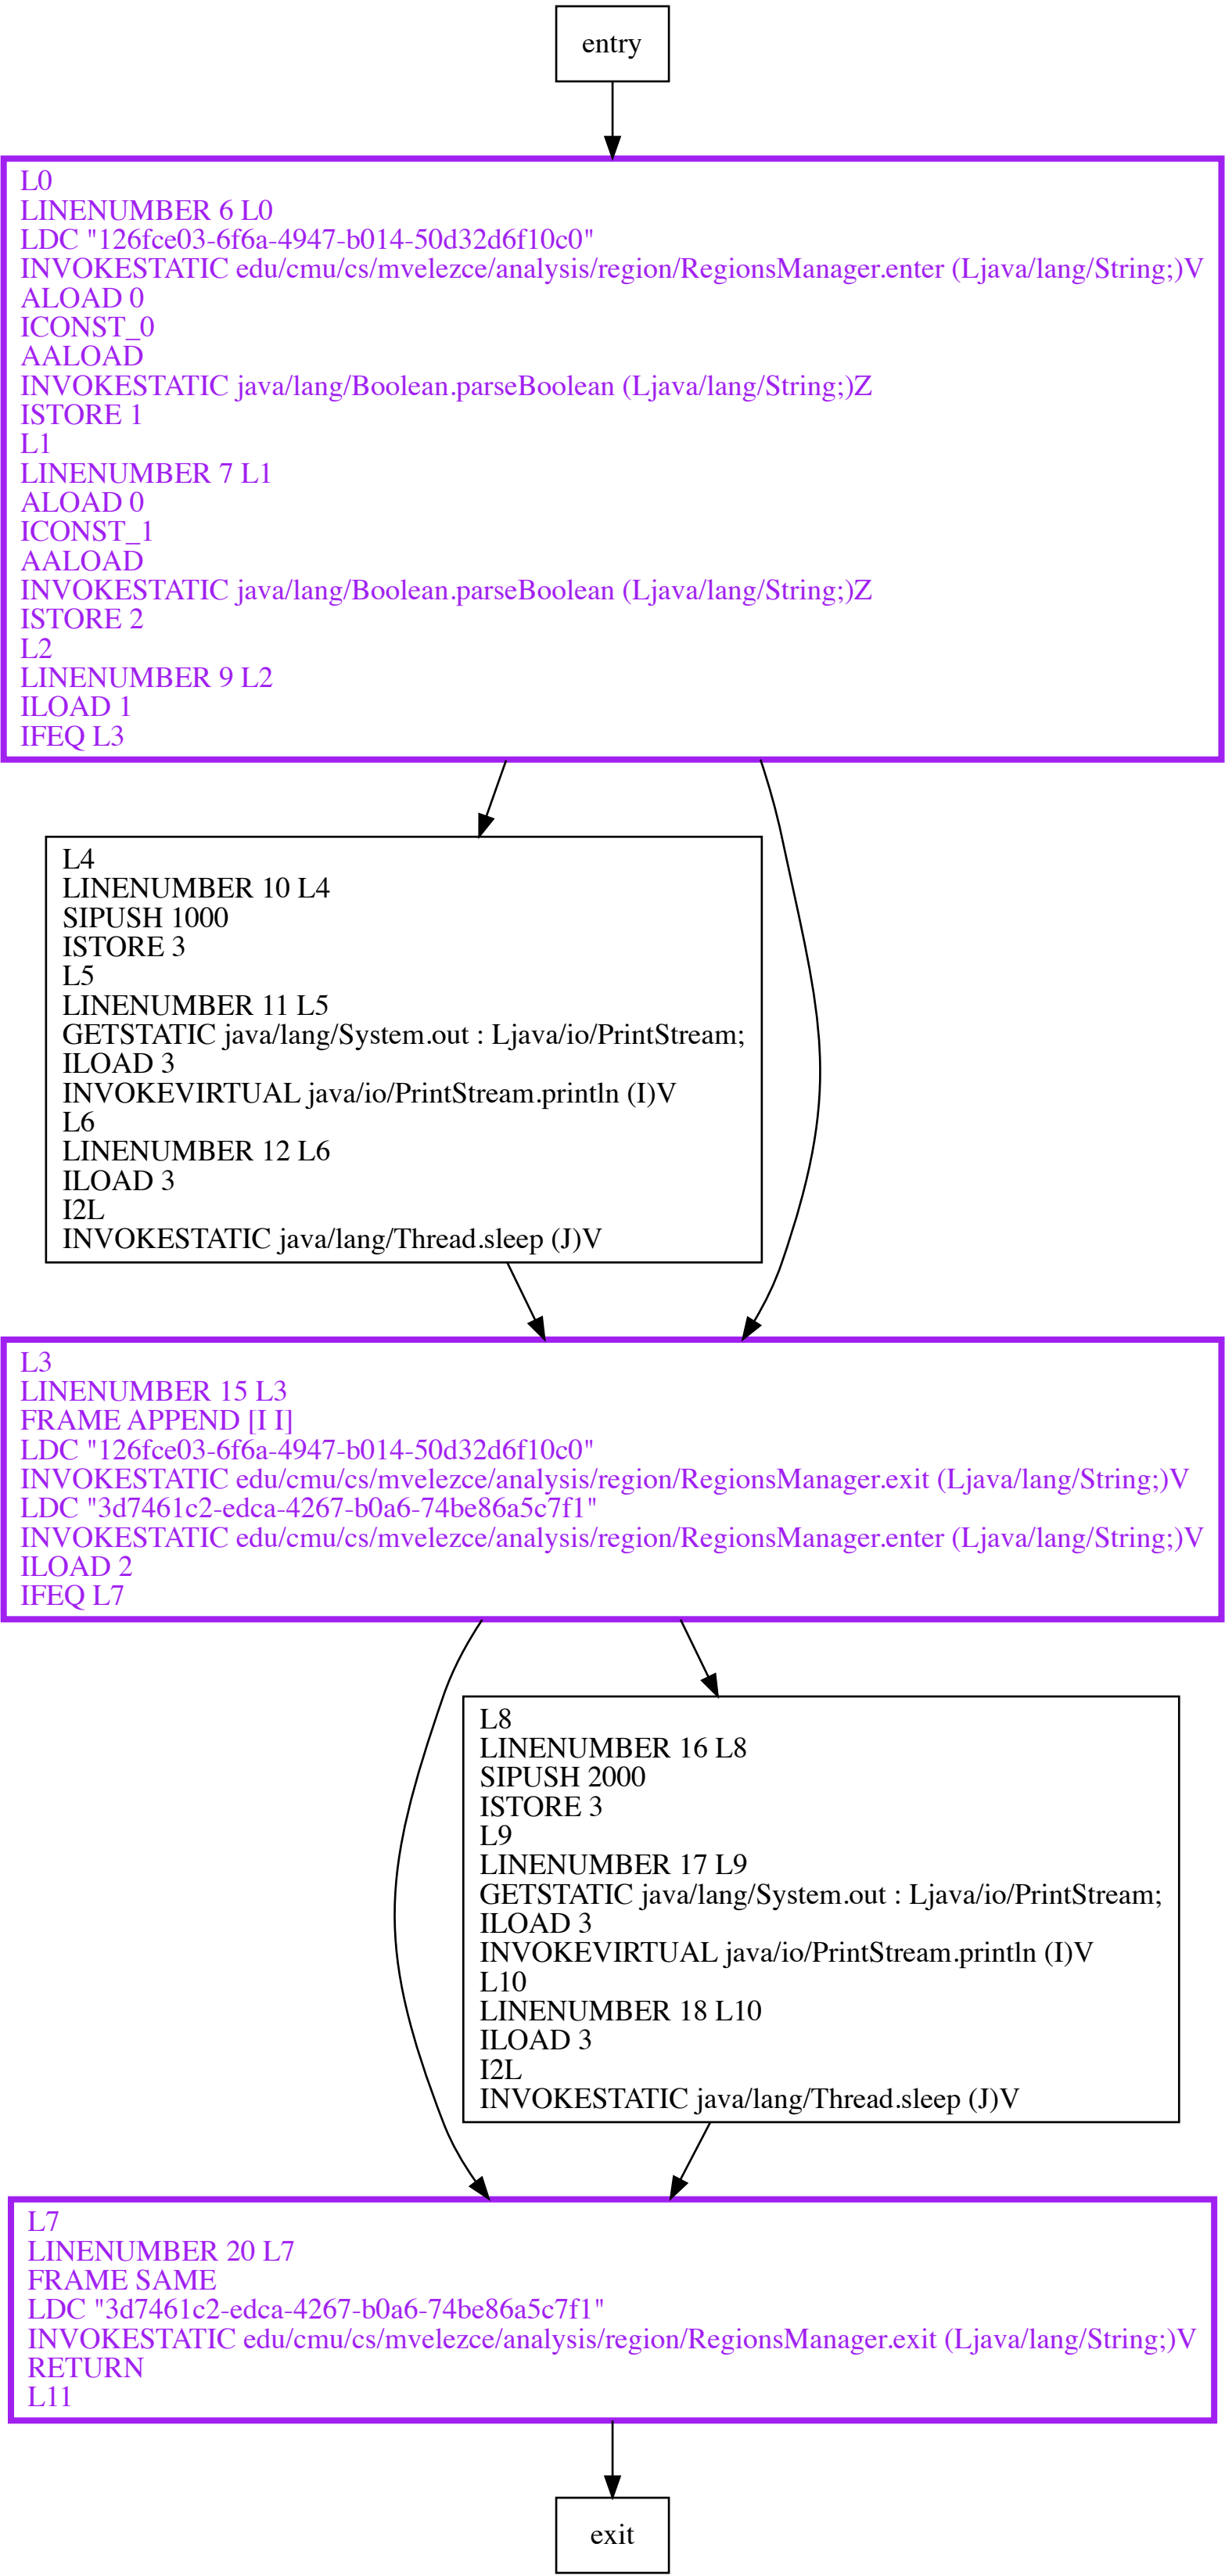 entry
L0
LINENUMBER 6 L0
LDC "126fce03-6f6a-4947-b014-50d32d6f10c0"
INVOKESTATIC edu/cmu/cs/mvelezce/analysis/region/RegionsManager.enter (Ljava/lang/String;)V
ALOAD 0
ICONST_0
AALOAD
INVOKESTATIC java/lang/Boolean.parseBoolean (Ljava/lang/String;)Z
ISTORE 1
L1
LINENUMBER 7 L1
ALOAD 0
ICONST_1
AALOAD
INVOKESTATIC java/lang/Boolean.parseBoolean (Ljava/lang/String;)Z
ISTORE 2
L2
LINENUMBER 9 L2
ILOAD 1
IFEQ L3
L4
LINENUMBER 10 L4
SIPUSH 1000
ISTORE 3
L5
LINENUMBER 11 L5
GETSTATIC java/lang/System.out : Ljava/io/PrintStream;
ILOAD 3
INVOKEVIRTUAL java/io/PrintStream.println (I)V
L6
LINENUMBER 12 L6
ILOAD 3
I2L
INVOKESTATIC java/lang/Thread.sleep (J)V
L3
LINENUMBER 15 L3
FRAME APPEND [I I]
LDC "126fce03-6f6a-4947-b014-50d32d6f10c0"
INVOKESTATIC edu/cmu/cs/mvelezce/analysis/region/RegionsManager.exit (Ljava/lang/String;)V
LDC "3d7461c2-edca-4267-b0a6-74be86a5c7f1"
INVOKESTATIC edu/cmu/cs/mvelezce/analysis/region/RegionsManager.enter (Ljava/lang/String;)V
ILOAD 2
IFEQ L7
L8
LINENUMBER 16 L8
SIPUSH 2000
ISTORE 3
L9
LINENUMBER 17 L9
GETSTATIC java/lang/System.out : Ljava/io/PrintStream;
ILOAD 3
INVOKEVIRTUAL java/io/PrintStream.println (I)V
L10
LINENUMBER 18 L10
ILOAD 3
I2L
INVOKESTATIC java/lang/Thread.sleep (J)V
L7
LINENUMBER 20 L7
FRAME SAME
LDC "3d7461c2-edca-4267-b0a6-74be86a5c7f1"
INVOKESTATIC edu/cmu/cs/mvelezce/analysis/region/RegionsManager.exit (Ljava/lang/String;)V
RETURN
L11
exit